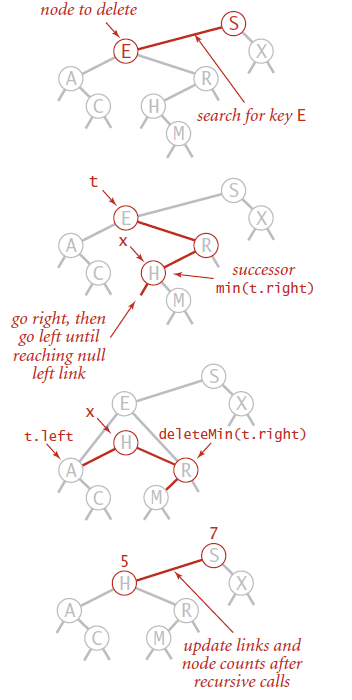 node to delete
S
E
X
A
R
C
H
search for key E
M
t
S
E
X
x
A
R
C
H
successor
min(t.right)
M
go right, then
go left until
reaching null
left link
S
E
X
x
t.left
H
deleteMin(t.right)
A
R
C
M
7
5
S
H
X
A
R
C
M
update links and
node counts after
recursive calls